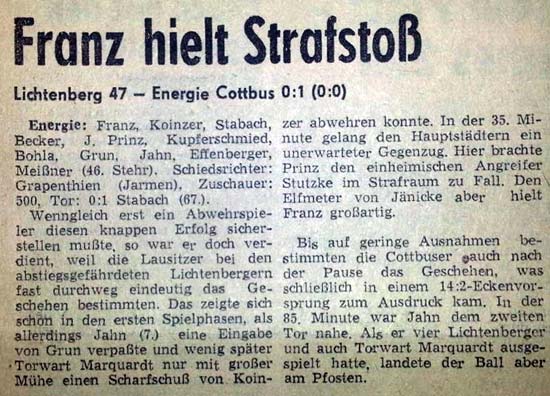 Franz hielt Strafstoß
Lichtenberg 47 – Energie Cottbus 0:1 (0:0)
Energie: Franz, Koinzer, Stabach,
Becker, J. Prinz, Kupferschmied,
Bohla, Grun, Jahn, Effenberger,
Meißner (46. Stehr). Schiedsrichter:
Grapenthien (Jarmen). Zuschauer:
500, Tor: 0:1 Stabach (67.)
Wenngleich erst ein Abwehrspie-
ler diesen knappen Erfolg sicher-
stellen mußte, so war er doch ver-
dient, weil die Lausitzer bei den
abstiegsgefährdeten Lichtenbergern
fast durchweg eindeutig das Ge-
schehen bestimmten. Das zeigte sich
schon in den ersten Spielphasen, als
allerdings Jahn (7.) eine Eingabe
von Grun verpaßte und wenig später
Torwart Marquardt nur mit großer
Mühe einen Scharfschuß von Koin-
zer abwehren konnte. In der 35. Mi-
nute gelang den Hauptstädtern ein
unerwarteter Gegenzug. Hier brachte
Prinz den einheimischen Angreifer
Stutzke im Strafraum zu Fall. Den
Elfmeter von Jänicke aber hielt
Franz großartig.
Bis auf geringe Ausnahmen be-
stimmten die Cottbuser auch nach
der Pause das Geschehen, was
schließlich in einem 14:2-Eckenvor-
sprung zum Ausdruck kam. In der
85. Minute war Jahn dem zweiten
Tor nahe. Als er vier Lichtenberger
und auch Torwart Marquardt ausge-
spielt hatte, landete der Ball aber
am Pfosten.